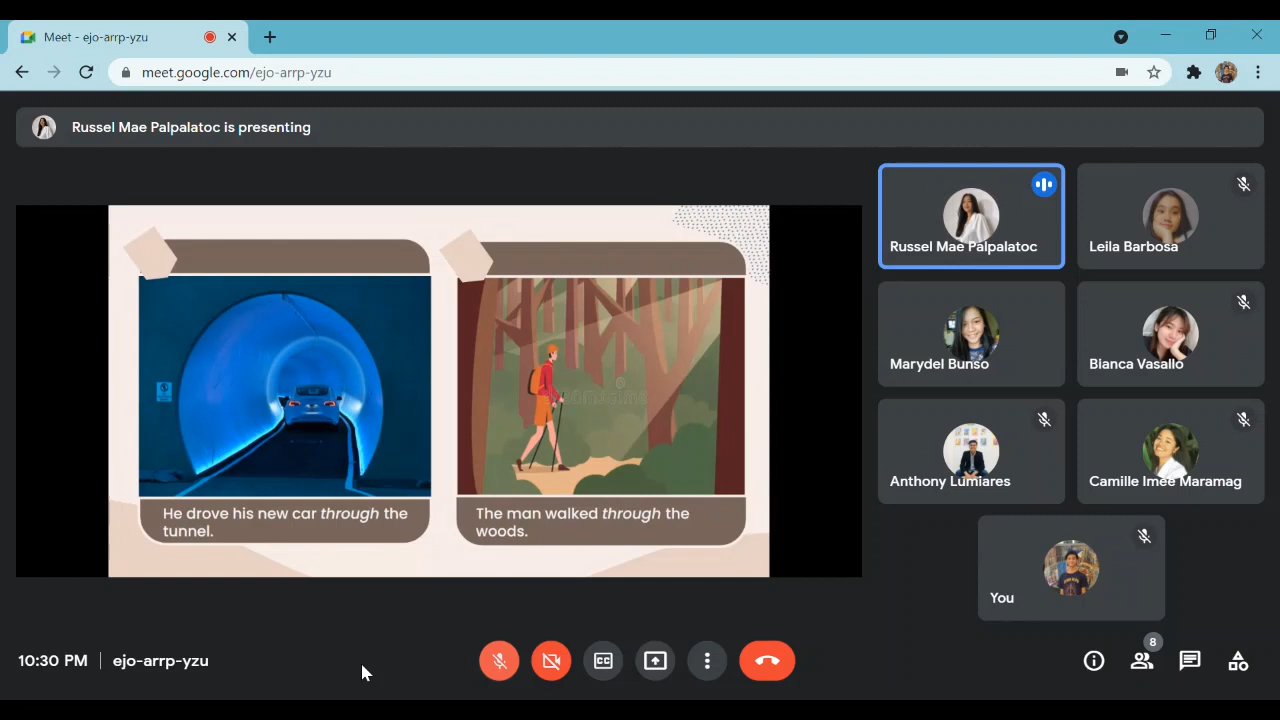 Meet - ejo-arrp-yzu
meet.google.com/ejo-arrp-yzu
Russel Mae Palpalatoc is presenting
He drove his new car through the
tunnel.
The man walked through the
woods.
Russel Mae Palpalatoc
Leila Barbosa
Marydel Bunso
Bianca Vasallo
Anthony Lumiares
Camille Imee Maramag
You
10:30 PM
ejo-arrp-yzu
CC
8